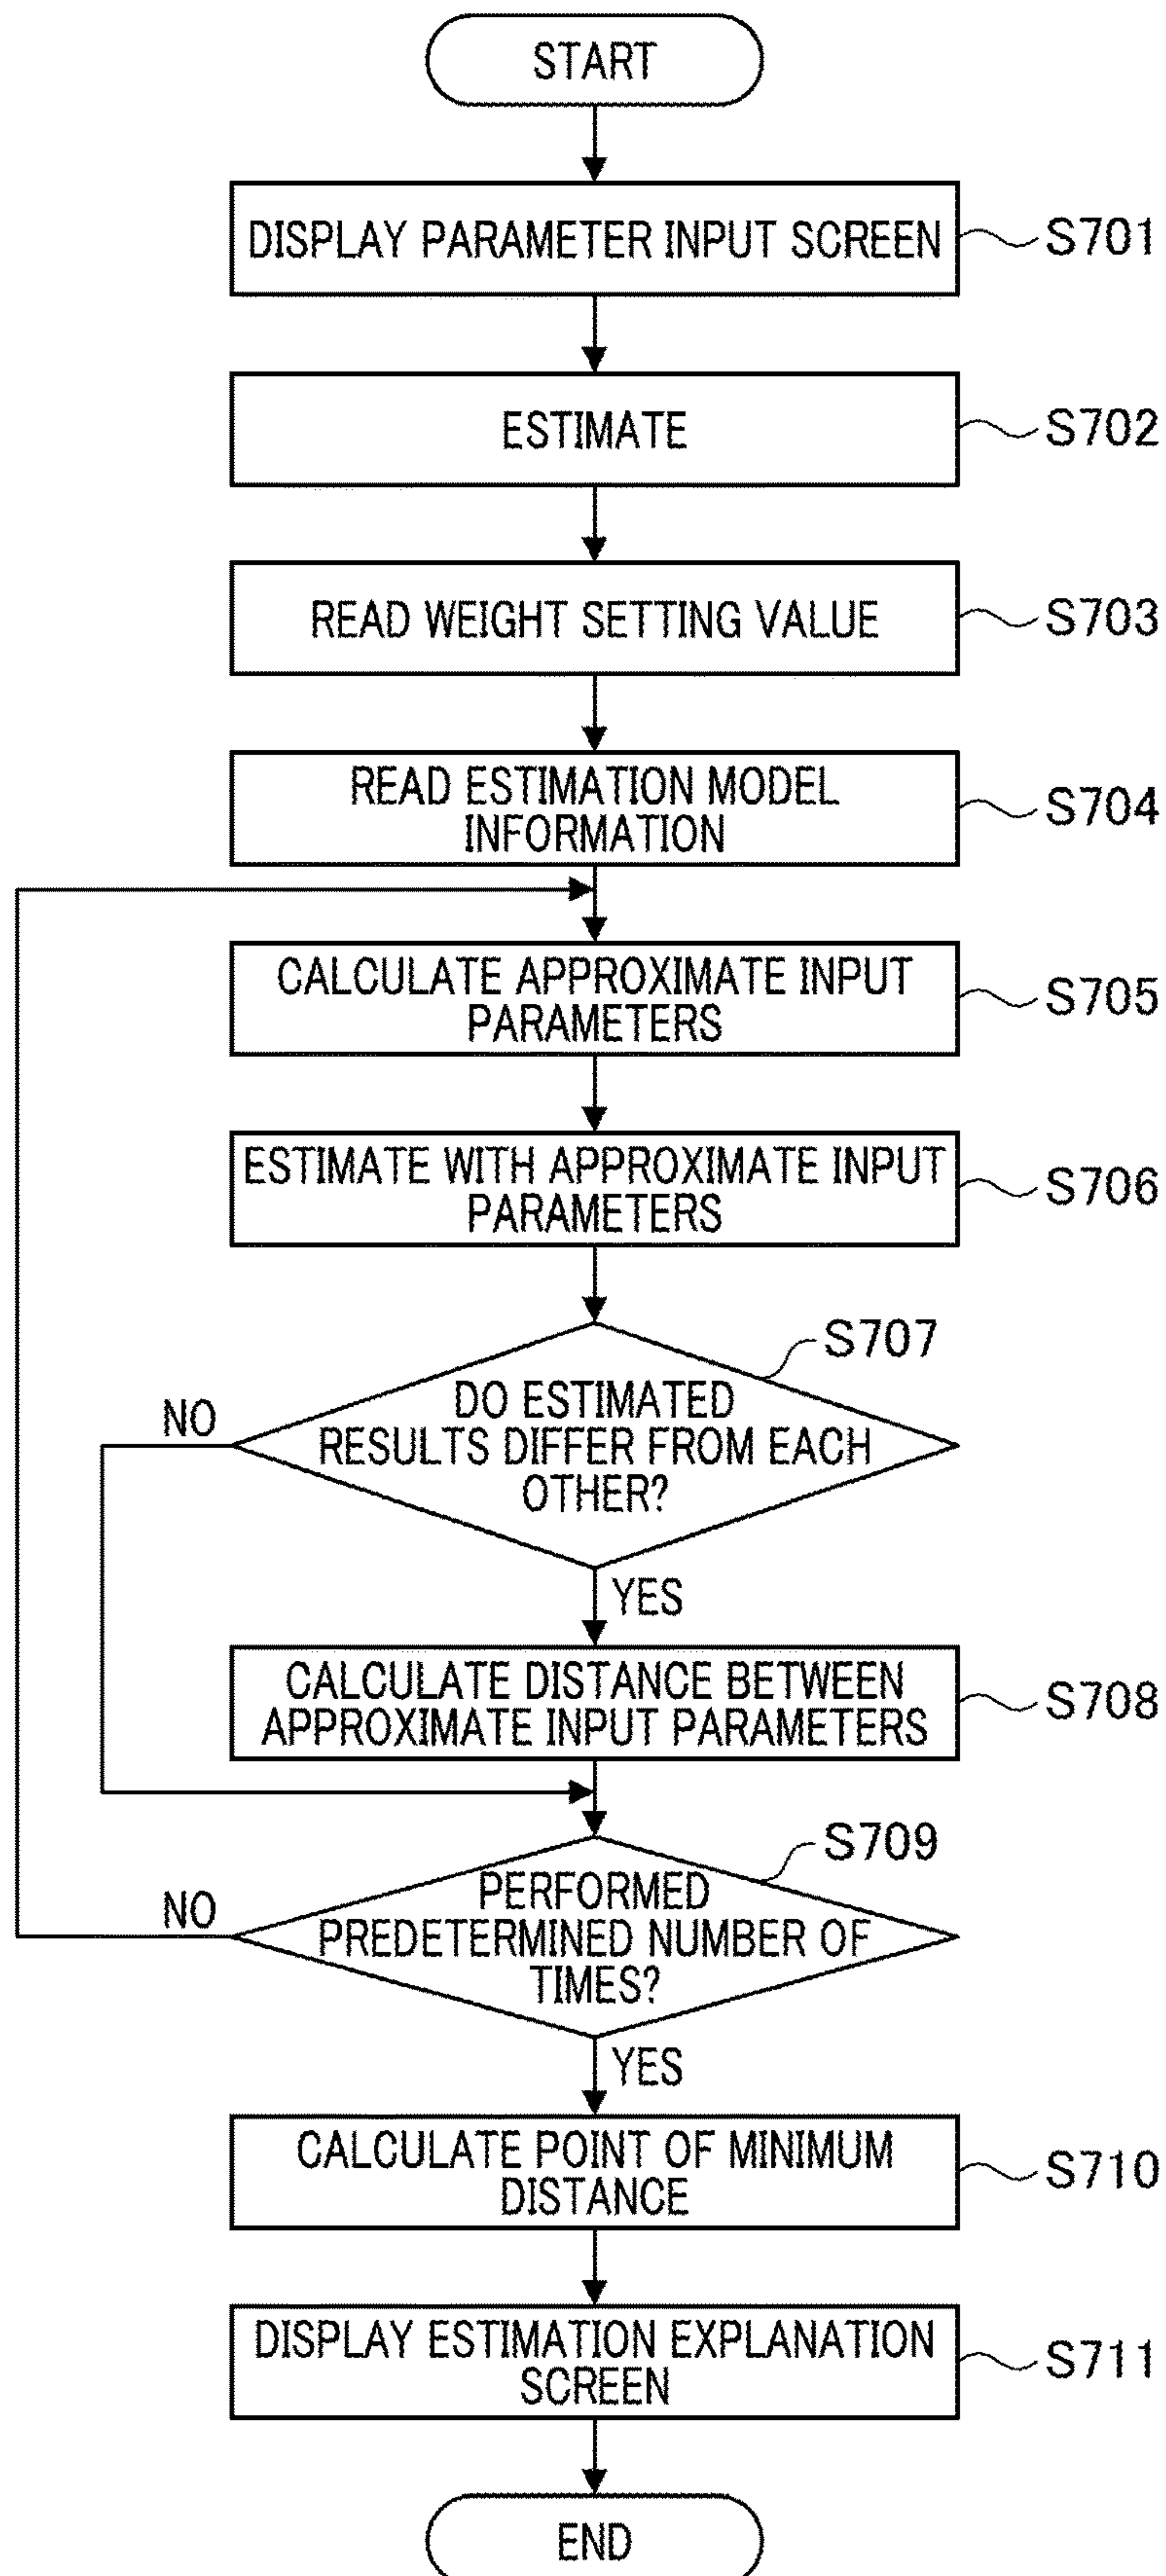 START
DISPLAY PARAMETER INPUT SCREEN
S701
ESTIMATE
S702
READ WEIGHT SETTING VALUE
S703
READ ESTIMATION MODEL
INFORMATION
S704
CALCULATE APPROXIMATE INPUT
PARAMETERS
S705
ESTIMATE WITH APPROXIMATE INPUT
PARAMETERS
S706
S707
DO ESTIMATED
RESULTS DIFFER FROM EACH
OTHER?
NO
YES
CALCULATE DISTANCE BETWEEN
APPROXIMATE INPUT PARAMETERS
S708
S709
PERFORMED
PREDETERMINED NUMBER OF
TIMES?
NO
YES
CALCULATE POINT OF MINIMUM
DISTANCE
S710
DISPLAY ESTIMATION EXPLANATION
SCREEN
S711
END